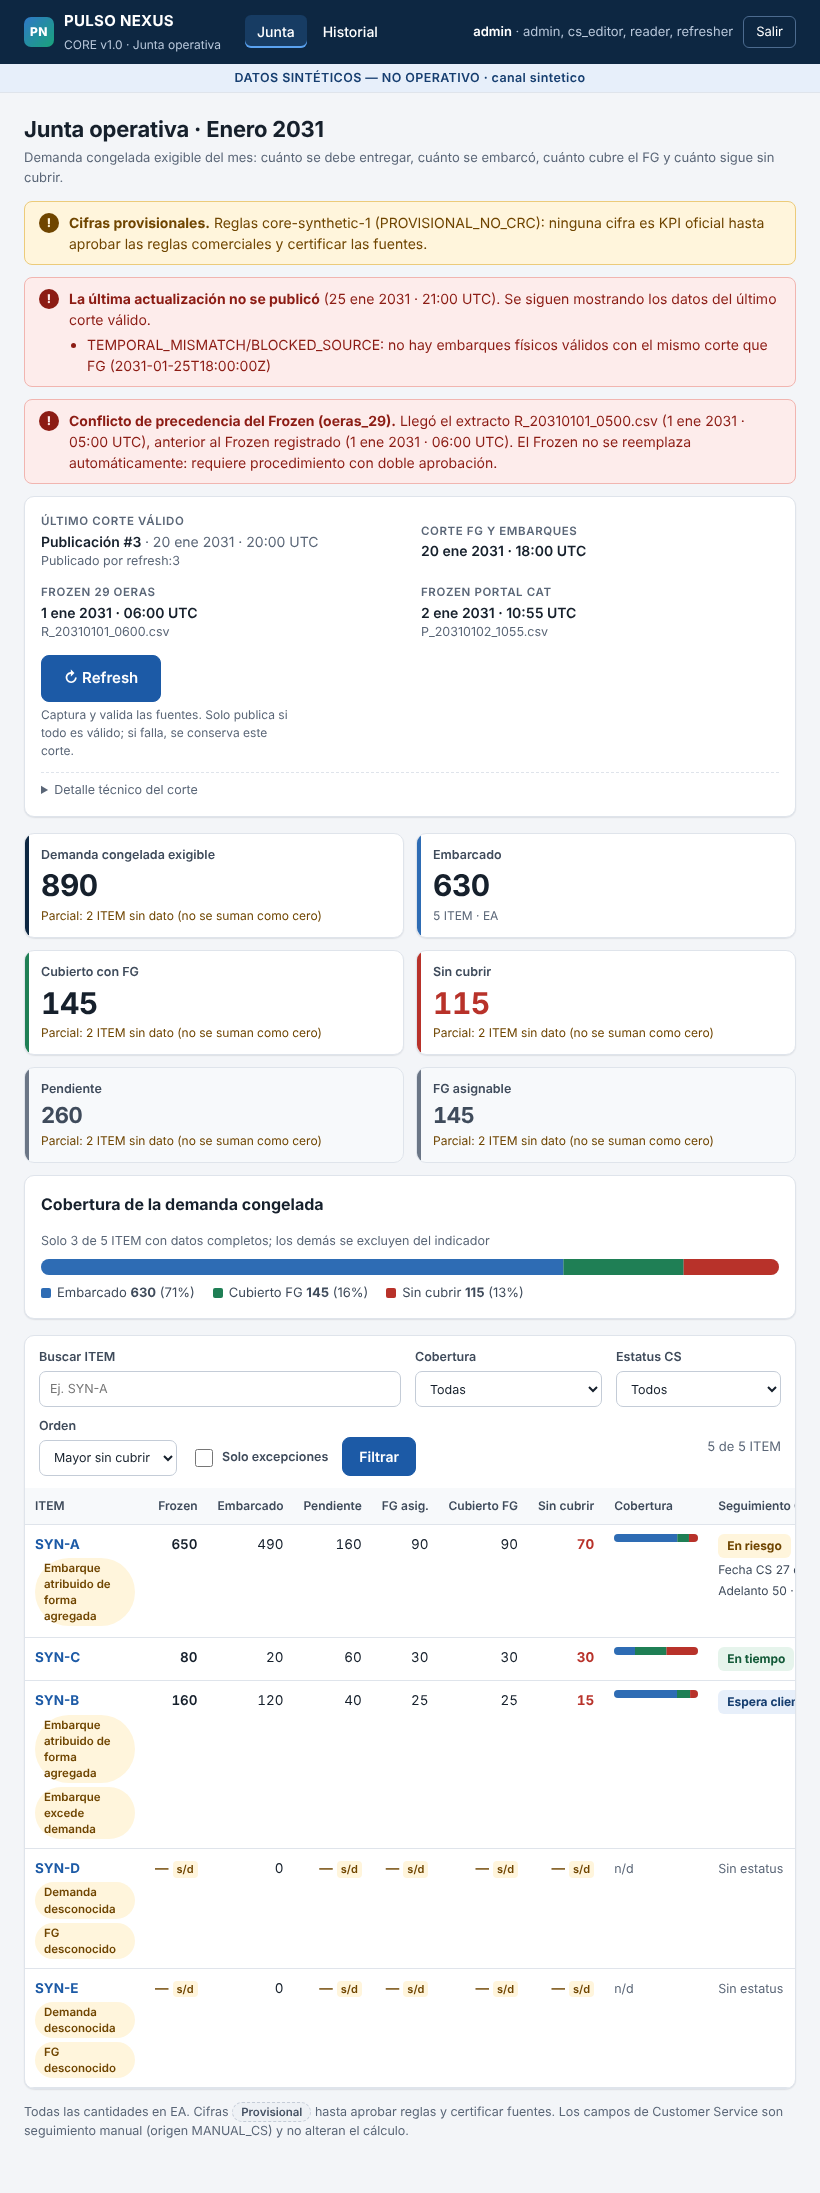 PN
PULSO NEXUS
CORE v1.0 · Junta operativa
Junta
Historial
admin · admin, cs_editor, reader, refresher
Salir
DATOS SINTÉTICOS — NO OPERATIVO · canal sintetico
Junta operativa · Enero 2031
Demanda congelada exigible del mes: cuánto se debe entregar, cuánto se embarcó, cuánto cubre el FG y cuánto sigue sin
cubrir.
! Cifras provisionales. Reglas core-synthetic-1 (PROVISIONAL_NO_CRC): ninguna cifra es KPI oficial hasta
aprobar las reglas comerciales y certificar las fuentes.
! La última actualización no se publicó (25 ene 2031 · 21:00 UTC). Se siguen mostrando los datos del último
corte válido.
• TEMPORAL_MISMATCH/BLOCKED_SOURCE: no hay embarques físicos válidos con el mismo corte que
FG (2031-01-25T18:00:00Z)
! Conflicto de precedencia del Frozen (oeras_29). Llegó el extracto R_20310101_0500.csv (1 ene 2031 ·
05:00 UTC), anterior al Frozen registrado (1 ene 2031 · 06:00 UTC). El Frozen no se reemplaza
automáticamente: requiere procedimiento con doble aprobación.
ÚLTIMO CORTE VÁLIDO
Publicación #3 · 20 ene 2031 · 20:00 UTC
Publicado por refresh:3
CORTE FG Y EMBARQUES
20 ene 2031 · 18:00 UTC
FROZEN 29 OERAS
1 ene 2031 · 06:00 UTC
R_20310101_0600.csv
FROZEN PORTAL CAT
2 ene 2031 · 10:55 UTC
P_20310102_1055.csv
↻ Refresh
Captura y valida las fuentes. Solo publica si
todo es válido; si falla, se conserva este
corte.
▶ Detalle técnico del corte
Demanda congelada exigible
890
Parcial: 2 ITEM sin dato (no se suman como cero)
Embarcado
630
5 ITEM · EA
Cubierto con FG
145
Parcial: 2 ITEM sin dato (no se suman como cero)
Sin cubrir
115
Parcial: 2 ITEM sin dato (no se suman como cero)
Pendiente
260
Parcial: 2 ITEM sin dato (no se suman como cero)
FG asignable
145
Parcial: 2 ITEM sin dato (no se suman como cero)
Cobertura de la demanda congelada
Solo 3 de 5 ITEM con datos completos; los demás se excluyen del indicador
Embarcado 630 (71%) Cubierto FG 145 (16%) Sin cubrir 115 (13%)
Buscar ITEM
Ej. SYN-A
Cobertura
Todas
Estatus CS
Todos
Orden
Mayor sin cubrir
Solo excepciones
Filtrar
5 de 5 ITEM
ITEM Frozen Embarcado Pendiente FG asig. Cubierto FG Sin cubrir Cobertura Seguimiento
SYN-A 650 490 160 90 90 70 En riesgo
Embarque
atribuido de
forma
agregada
Fecha CS 27
Adelanto 50 ·
SYN-C 80 20 60 30 30 30 En tiempo
SYN-B 160 120 40 25 25 15 Espera clien
Embarque
atribuido de
forma
agregada
Embarque
excede
demanda
SYN-D — s/d 0 — s/d — s/d — s/d — s/d n/d Sin estatus
Demanda
desconocida
FG
desconocido
SYN-E — s/d 0 — s/d — s/d — s/d — s/d n/d Sin estatus
Demanda
desconocida
FG
desconocido
Todas las cantidades en EA. Cifras Provisional hasta aprobar reglas y certificar fuentes. Los campos de Customer Service son
seguimiento manual (origen MANUAL_CS) y no alteran el cálculo.